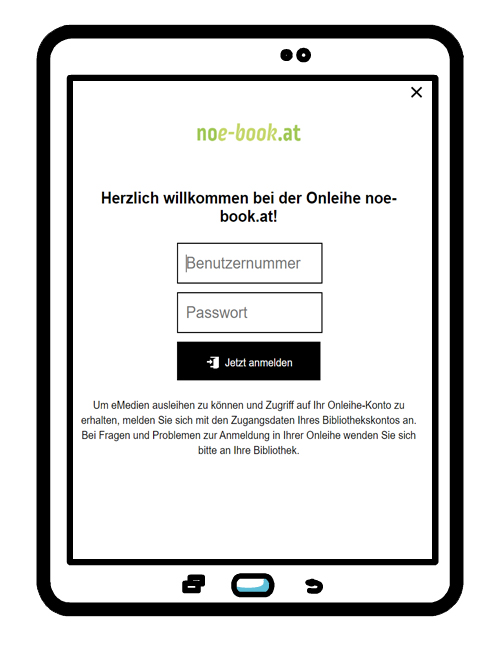 noe-book.at
Herzlich willkommen bei der Onleihe noe-
book.at!
Benutzernummer
Passwort
Jetzt anmelden
Um eMedien ausleihen zu können und Zugriff auf Ihr Onleihe-Konto zu
erhalten, melden Sie sich mit den Zugangsdaten Ihres Bibliothekskontos an.
Bei Fragen und Problemen zur Anmeldung in Ihrer Onleihe wenden Sie sich
bitte an Ihre Bibliothek.